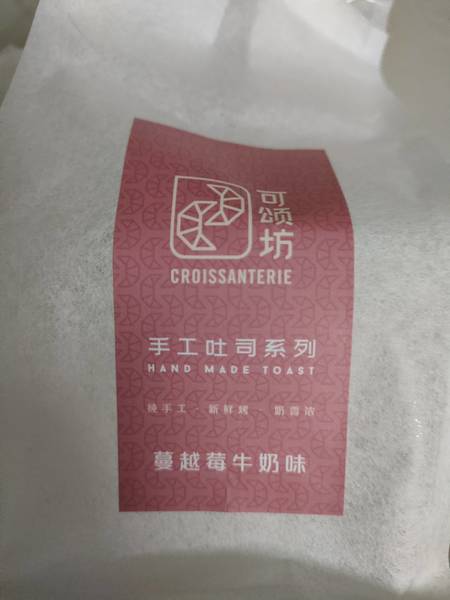 可颂坊
CROISSANTERIE
手工吐司系列
HAND MADE TOAST
纯手工·新鲜烤·奶香浓
蔓越莓牛奶味